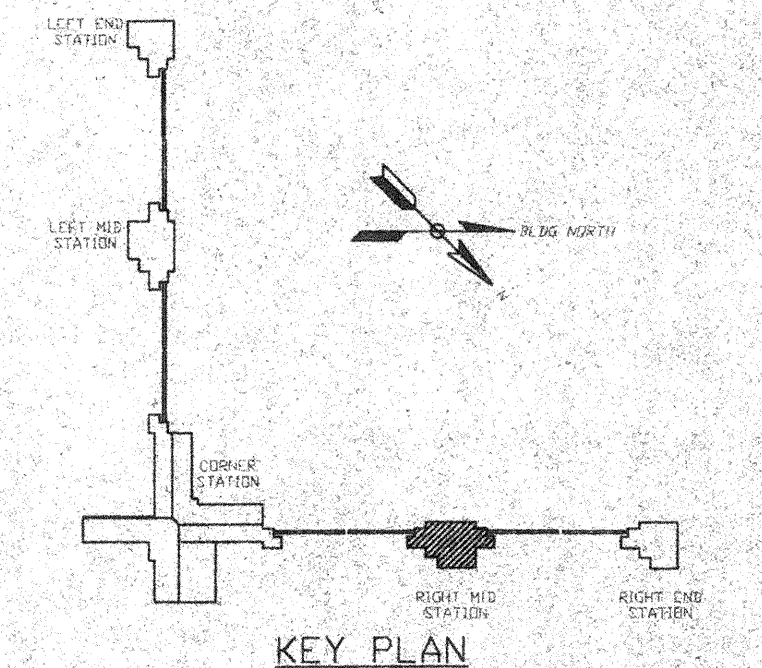 LEFT END
STATION
LEFT MID
STATION
BLDG NORTH
N
CORNER
STATION
RIGHT MID
STATION
RIGHT END
STATION
KEY PLAN